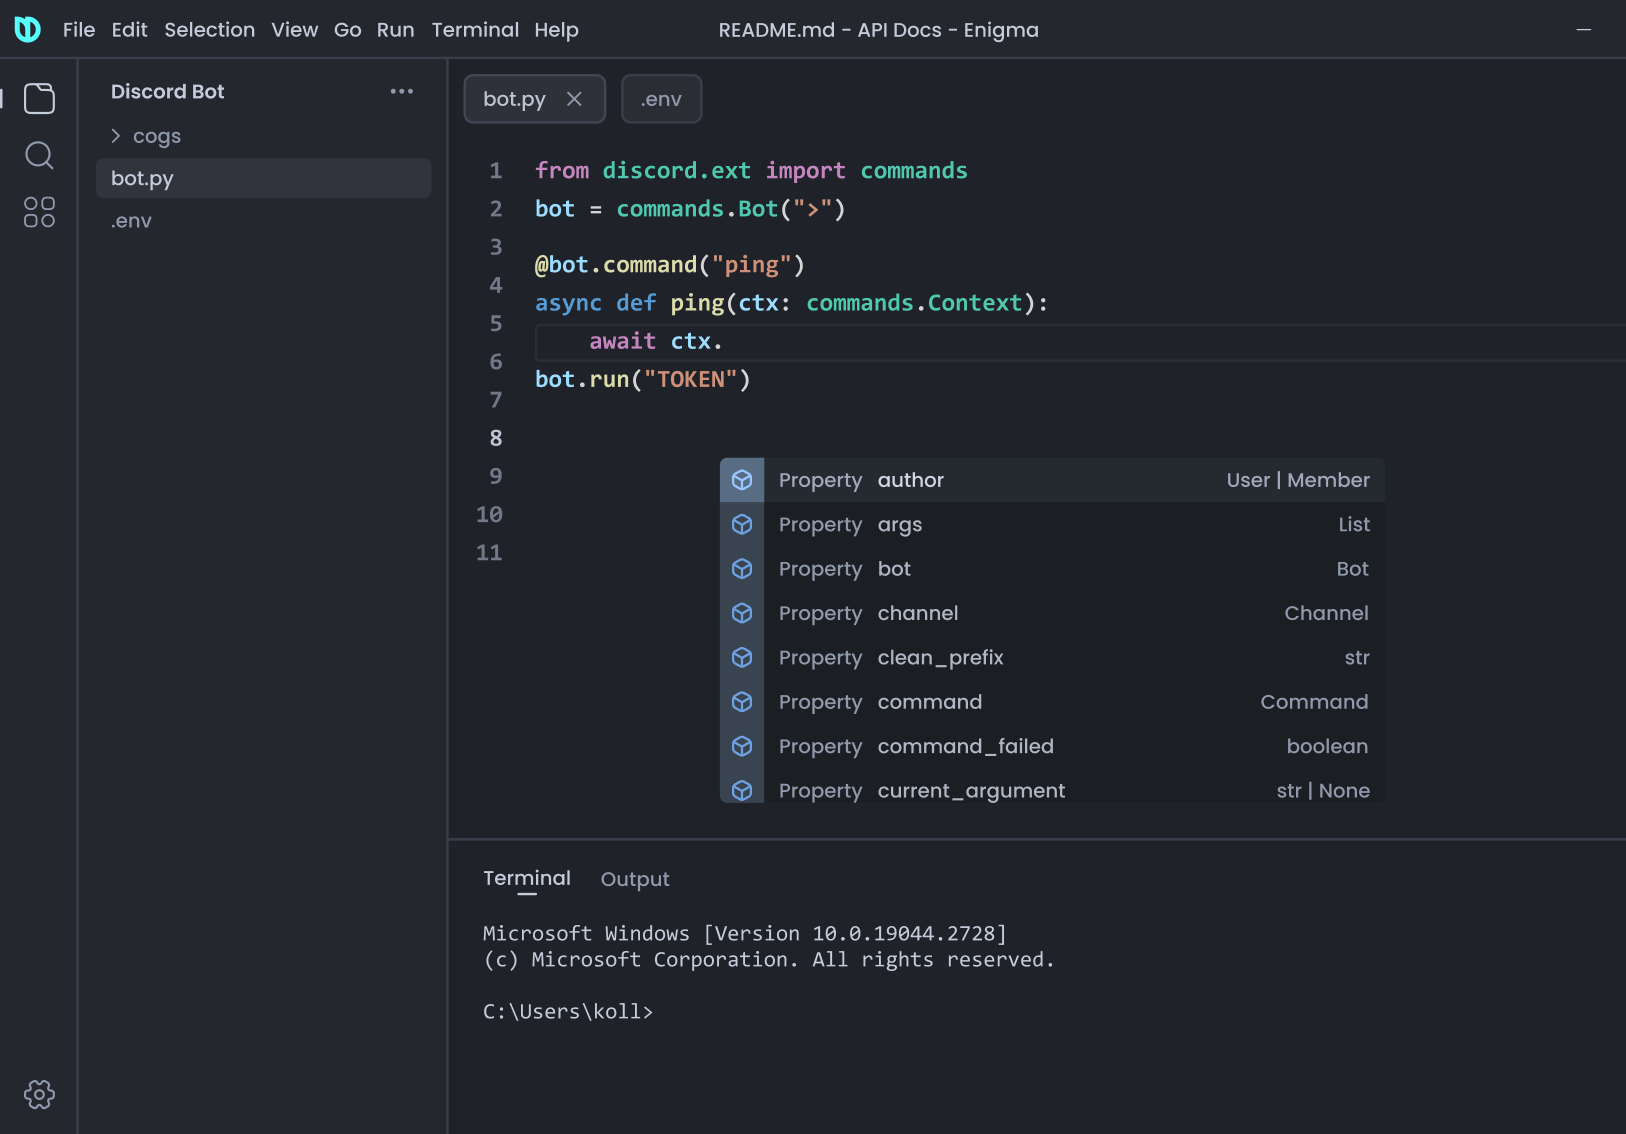 File Edit Selection View Go Run Terminal Help
README.md - API Docs - Enigma
Discord Bot
cogs
bot.py
.env
bot.py
.env
1 from discord.ext import commands
2 bot = commands.Bot(">")
3
@bot.command("ping")
4
async def ping(ctx: commands.Context):
5
await ctx.
6
bot.run("TOKEN")
7
8
9
10
11
Property author User | Member
Property args List
Property bot Bot
Property channel Channel
Property clean_prefix str
Property command Command
Property command_failed boolean
Property current_argument str | None
Terminal Output
Microsoft Windows [Version 10.0.19044.2728]
(c) Microsoft Corporation. All rights reserved.
C:\Users\koll>